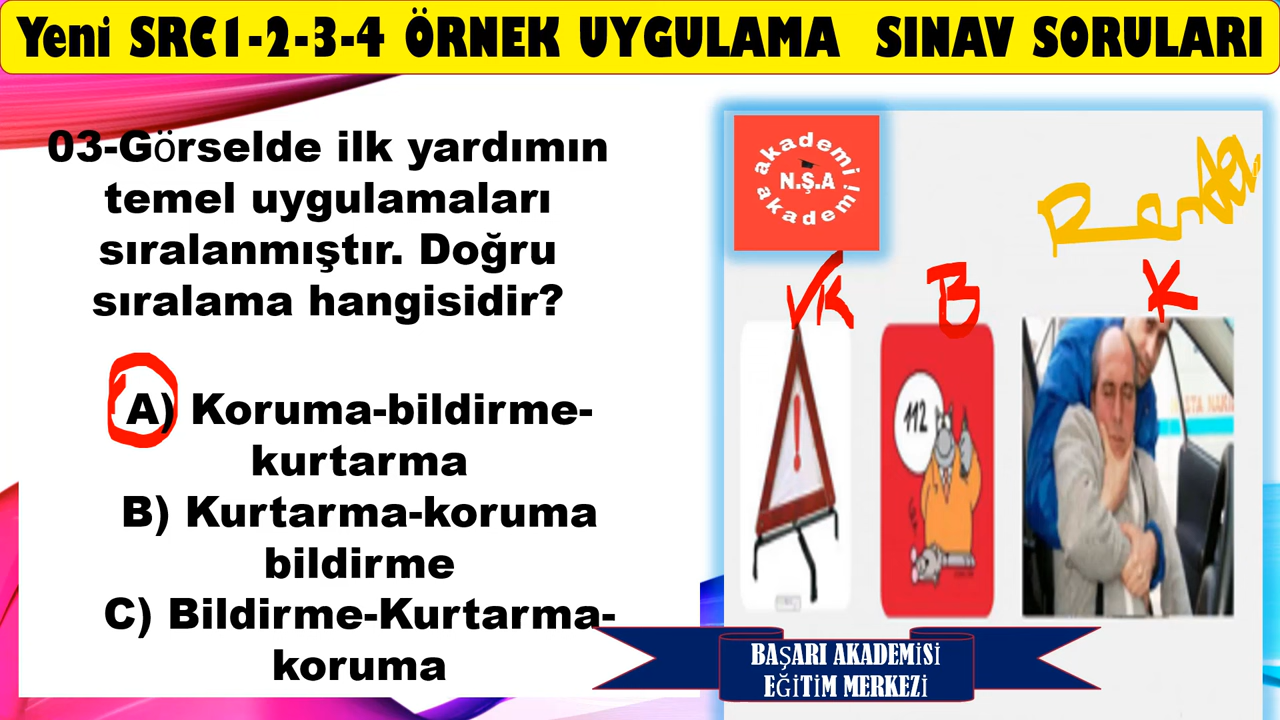 Yeni SRC1-2-3-4 ÖRNEK UYGULAMA SINAV SORULARI
03-Görselde ilk yardımın
temel uygulamaları
sıralanmıştır. Doğru
sıralama hangisidir?
A) Koruma-bildirme-
kurtarma
B) Kurtarma-koruma
bildirme
C) Bildirme-Kurtarma-
koruma
akademi
N.Ş.A
akademi
K
B
K
112
BAŞARI AKADEMİSİ
EĞİTİM MERKEZİ